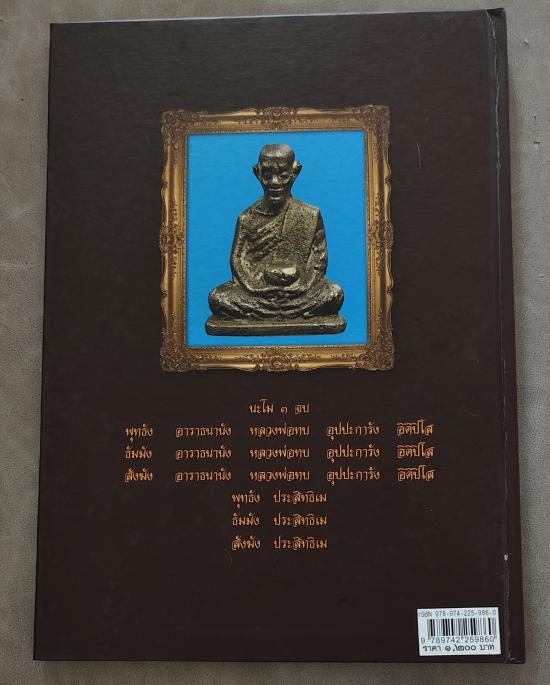 นะโม ๓ จบ
พุทธัง อาราธนานัง หลวงพ่อทบ อุปปะการัง อิติปิโส
ธัมมัง อาราธนานัง หลวงพ่อทบ อุปปะการัง อิติปิโส
สังฆัง อาราธนานัง หลวงพ่อทบ อุปปะการัง อิติปิโส
พุทธัง ประสิทธิเม
ธัมมัง ประสิทธิเม
สังฆัง ประสิทธิเม
ISBN 978-974-225-986-0
9 789742 259860
ราคา ๑,๒๐๐ บาท